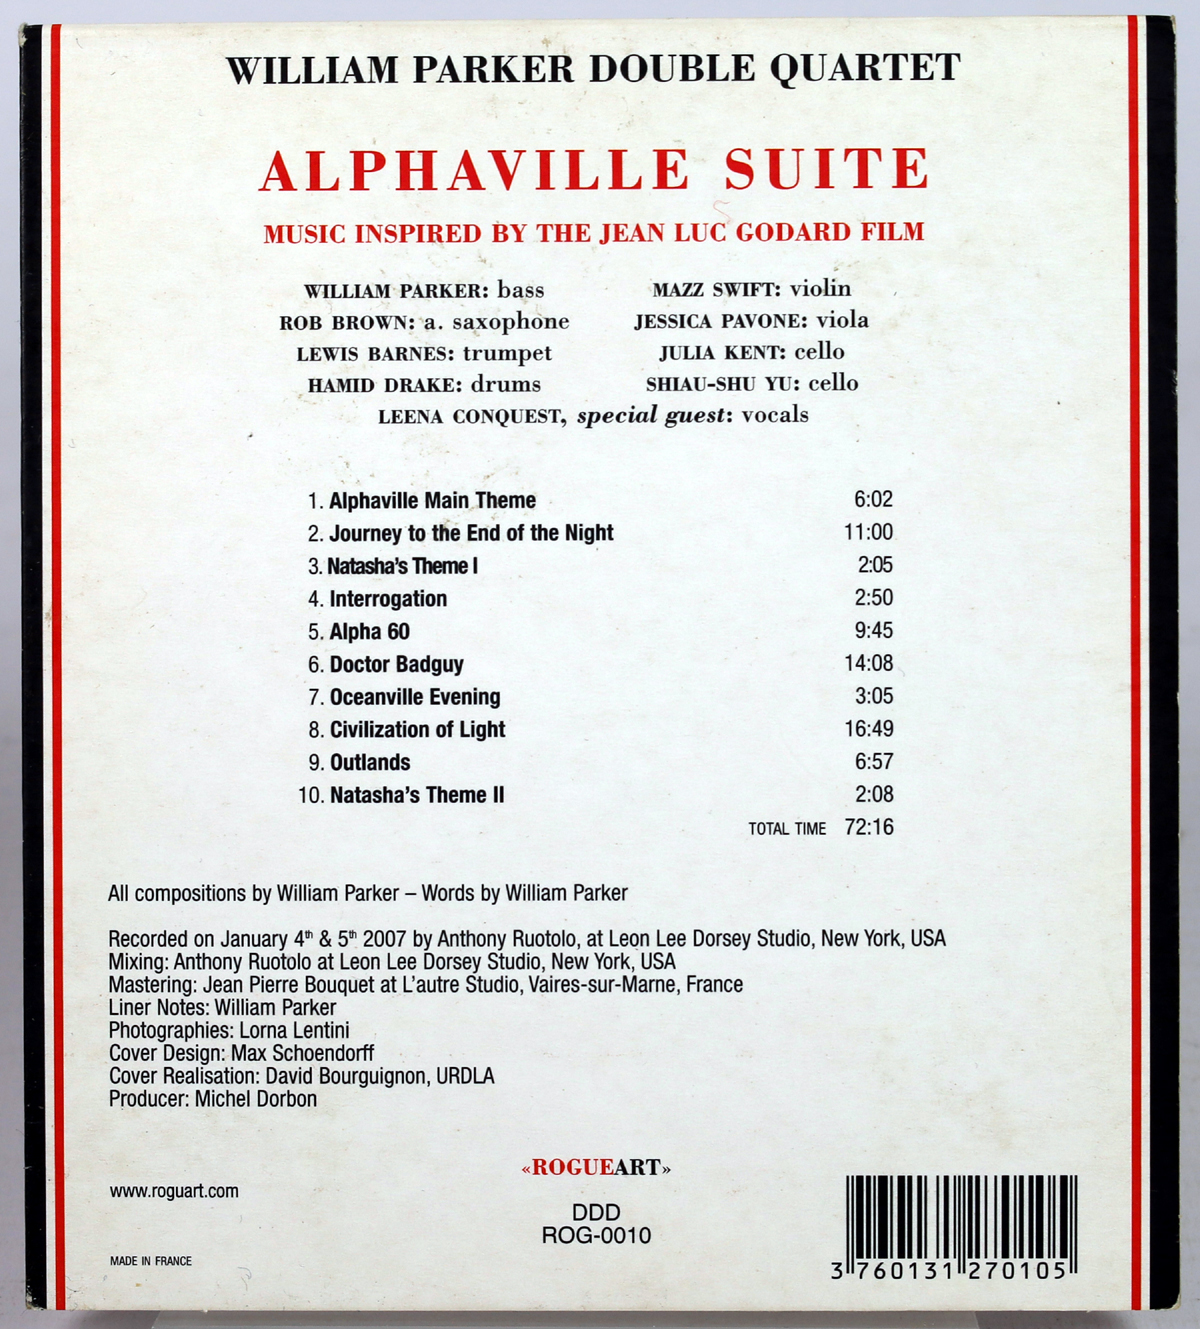 WILLIAM PARKER DOUBLE QUARTET
ALPHAVILLE SUITE
MUSIC INSPIRED BY THE JEAN LUC GODARD FILM
WILLIAM PARKER: bass
MAZZ SWIFT: violin
ROB BROWN: a. saxophone
JESSICA PAVONE: viola
LEWIS BARNES: trumpet
JULIA KENT: cello
HAMID DRAKE: drums
SHIAU-SHU YU: cello
LEENA CONQUEST, special guest: vocals
1. Alphaville Main Theme 6:02
2. Journey to the End of the Night 11:00
3. Natasha's Theme I 2:05
4. Interrogation 2:50
5. Alpha 60 9:45
6. Doctor Badguy 14:08
7. Oceanville Evening 3:05
8. Civilization of Light 16:49
9. Outlands 6:57
10. Natasha's Theme II 2:08
TOTAL TIME 72:16
All compositions by William Parker – Words by William Parker
Recorded on January 4th & 5th 2007 by Anthony Ruotolo, at Leon Lee Dorsey Studio, New York, USA
Mixing: Anthony Ruotolo at Leon Lee Dorsey Studio, New York, USA
Mastering: Jean Pierre Bouquet at L'autre Studio, Vaires-sur-Marne, France
Liner Notes: William Parker
Photographies: Lorna Lentini
Cover Design: Max Schoendorff
Cover Realisation: David Bourguignon, URDLA
Producer: Michel Dorbon
«ROGUEART»
www.roguart.com
DDD
ROG-0010
MADE IN FRANCE
3 760131 270105